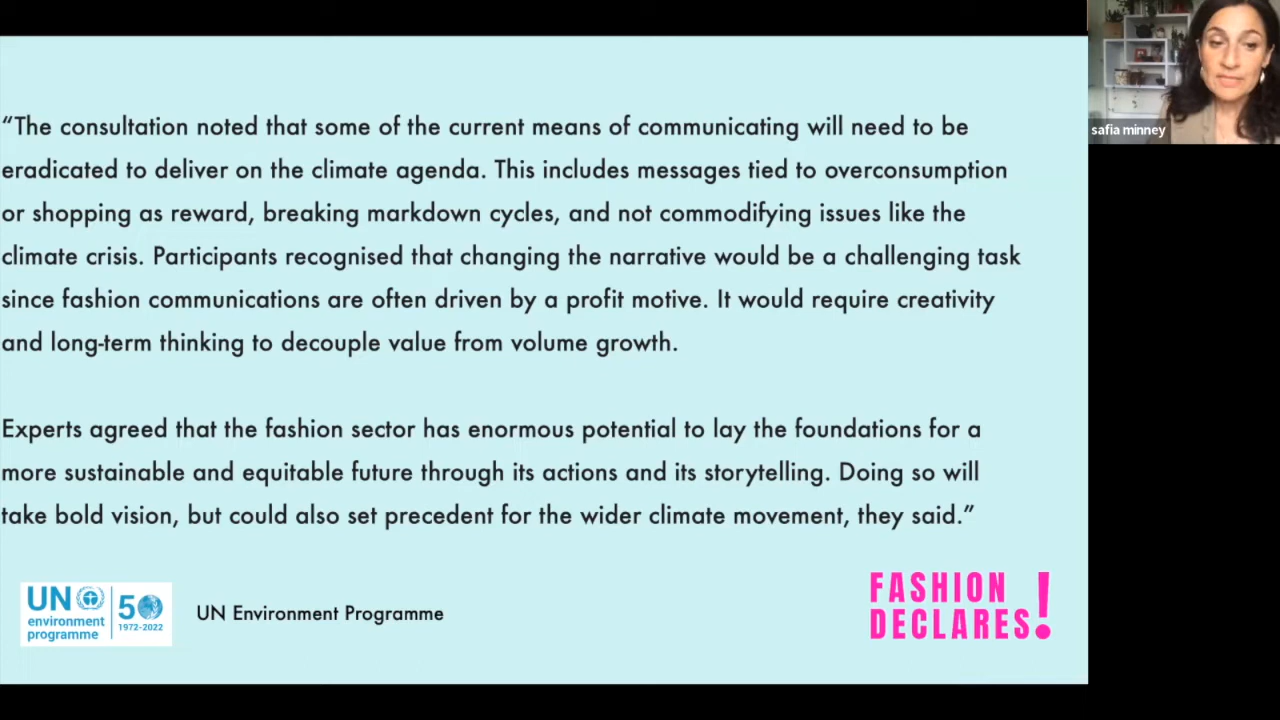 “The consultation noted that some of the current means of communicating will need to be
eradicated to deliver on the climate agenda. This includes messages tied to overconsumption
or shopping as reward, breaking markdown cycles, and not commodifying issues like the
climate crisis. Participants recognised that changing the narrative would be a challenging task
since fashion communications are often driven by a profit motive. It would require creativity
and long-term thinking to decouple value from volume growth.
Experts agreed that the fashion sector has enormous potential to lay the foundations for a
more sustainable and equitable future through its actions and its storytelling. Doing so will
take bold vision, but could also set precedent for the wider climate movement, they said.”
UN
environment
programme
50
1972-2022
UN Environment Programme
FASHION
DECLARES!
safia minney